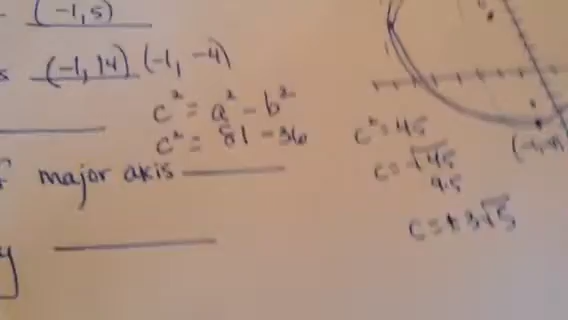 (-1,5)
s (-1,14) (-1,-4)
c² = a² - b²
c² = 81 - 36
c² = 45
c = √45
9·5
c = ± 3√5
major axis
y